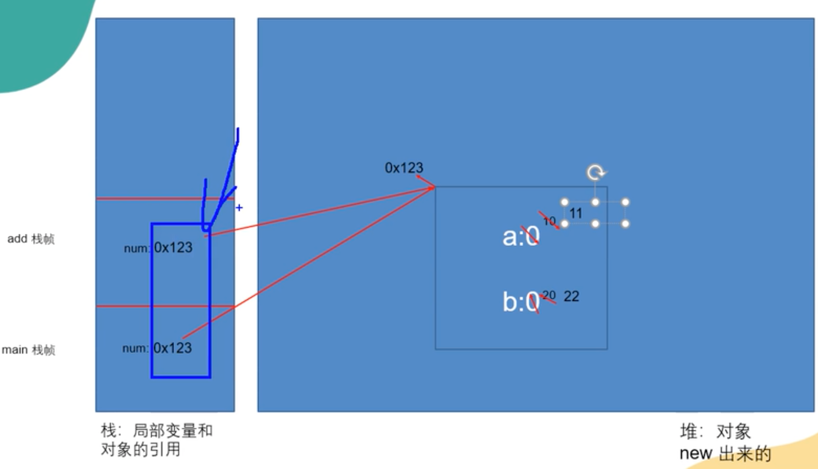 0x123
10
11
a:0
add 栈帧
num: 0x123
b:0
20
22
main 栈帧
num: 0x123
栈：局部变量和
对象的引用
堆：对象
new 出来的